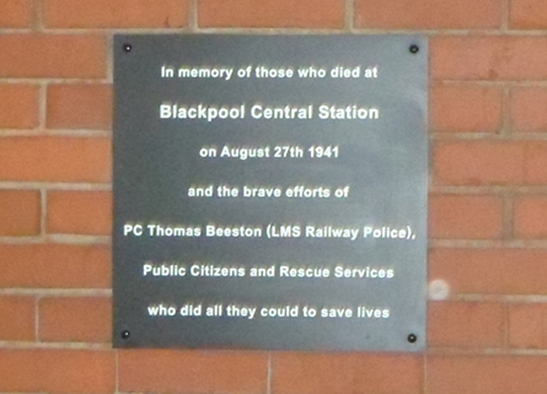 In memory of those who died at
Blackpool Central Station
on August 27th 1941
and the brave efforts of
PC Thomas Beeston (LMS Railway Police),
Public Citizens and Rescue Services
who did all they could to save lives